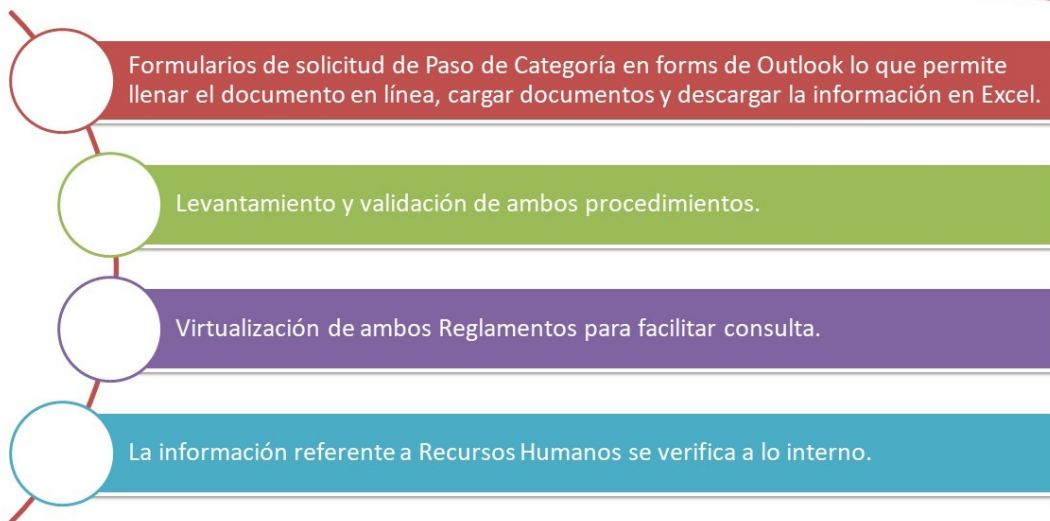 Formularios de solicitud de Paso de Categoría en forms de Outlook lo que permite
llenar el documento en línea, cargar documentos y descargar la información en Excel.
Levantamiento y validación de ambos procedimientos.
Virtualización de ambos Reglamentos para facilitar consulta.
La información referente a Recursos Humanos se verifica a lo interno.